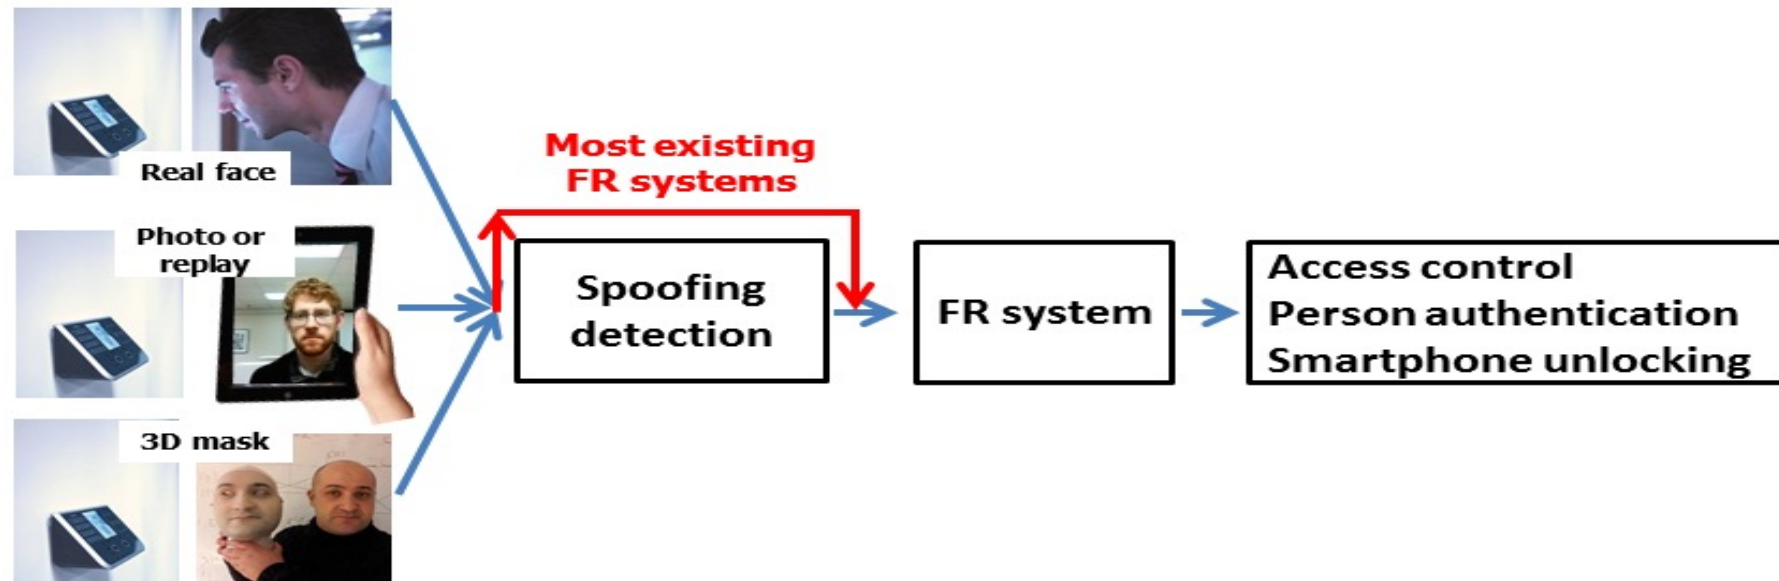 Real face
Photo or
replay
3D mask
Most existing
FR systems
Spoofing
detection
FR system
Access control
Person authentication
Smartphone unlocking